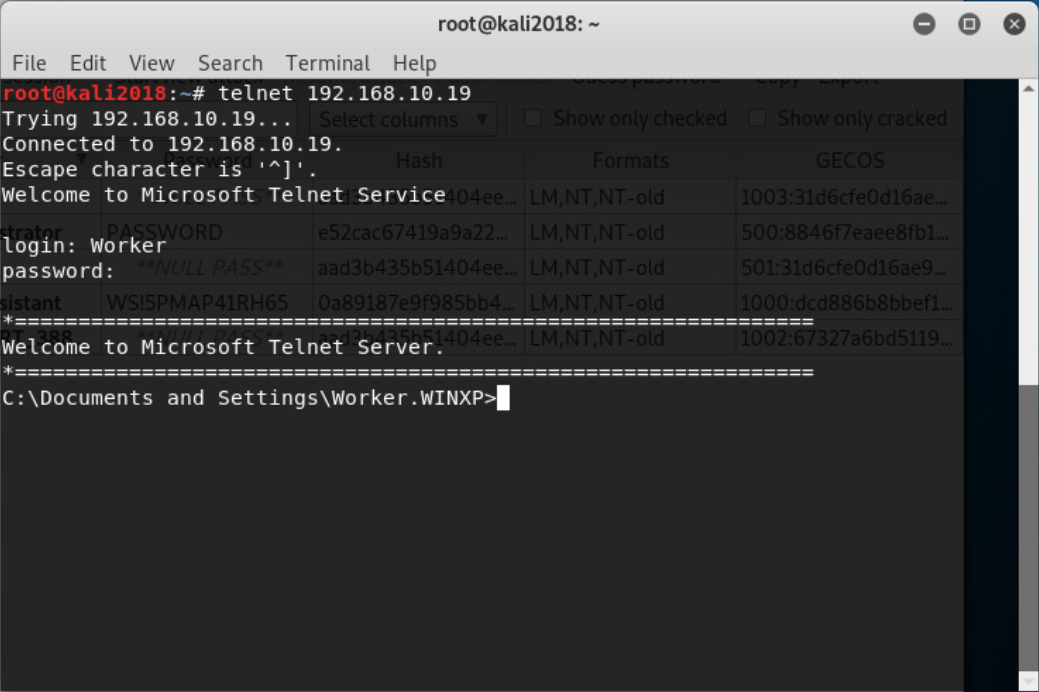 root@kali2018: ~
File Edit View Search Terminal Help
root@kali2018:~# telnet 192.168.10.19
Trying 192.168.10.19...
Select columns
Show only checked
Show only cracked
Connected to 192.168.10.19.
Password Hash Formats GECOS
Escape character is '^]'.
Welcome to Microsoft Telnet Service
LM,NT,NT-old 1003:31d6cfe0d16ae...
strator PASSWORD e52cac67419a9a22... LM,NT,NT-old 500:8846f7eaee8fb1...
login: Worker
password:
**NULL PASS** aad3b435b51404ee... LM,NT,NT-old 501:31d6cfe0d16ae9...
sistant WS!5PMAP41RH65 0a89187e9f985bb4... LM,NT,NT-old 1000:dcd886b8bbef1...
*===============================================================
RT_388 **NULL PASS** aad3b435b51404ee... LM,NT,NT-old 1002:67327a6bd5119...
Welcome to Microsoft Telnet Server.
*===============================================================
C:\Documents and Settings\Worker.WINXP>